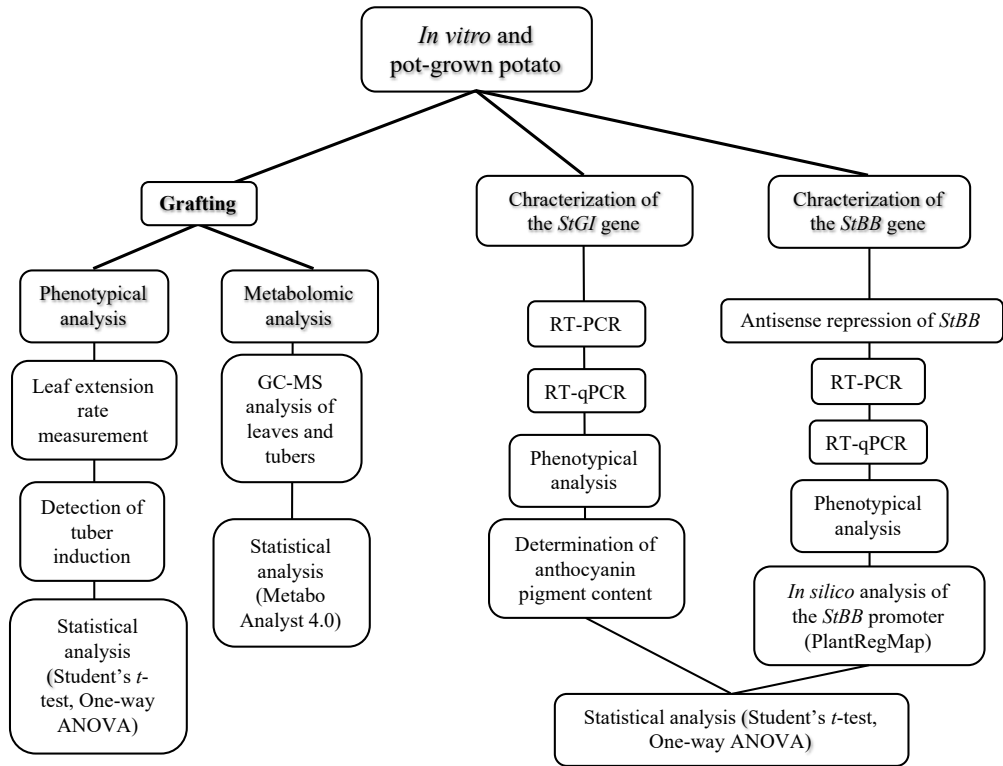 In vitro and
pot-grown potato
Grafting
Chracterization of
the StGI gene
Chracterization of
the StBB gene
Phenotypical
analysis
Metabolomic
analysis
RT-PCR
Antisense repression of StBB
Leaf extension
rate
measurement
GC-MS
analysis of
leaves and
tubers
RT-qPCR
RT-PCR
RT-qPCR
Phenotypical
analysis
Phenotypical
analysis
Detection of
tuber
induction
Statistical
analysis
(Metabo
Analyst 4.0)
Determination of
anthocyanin
pigment content
In silico analysis of
the StBB promoter
(PlantRegMap)
Statistical
analysis
(Student’s t-
test, One-way
ANOVA)
Statistical analysis (Student’s t-test,
One-way ANOVA)